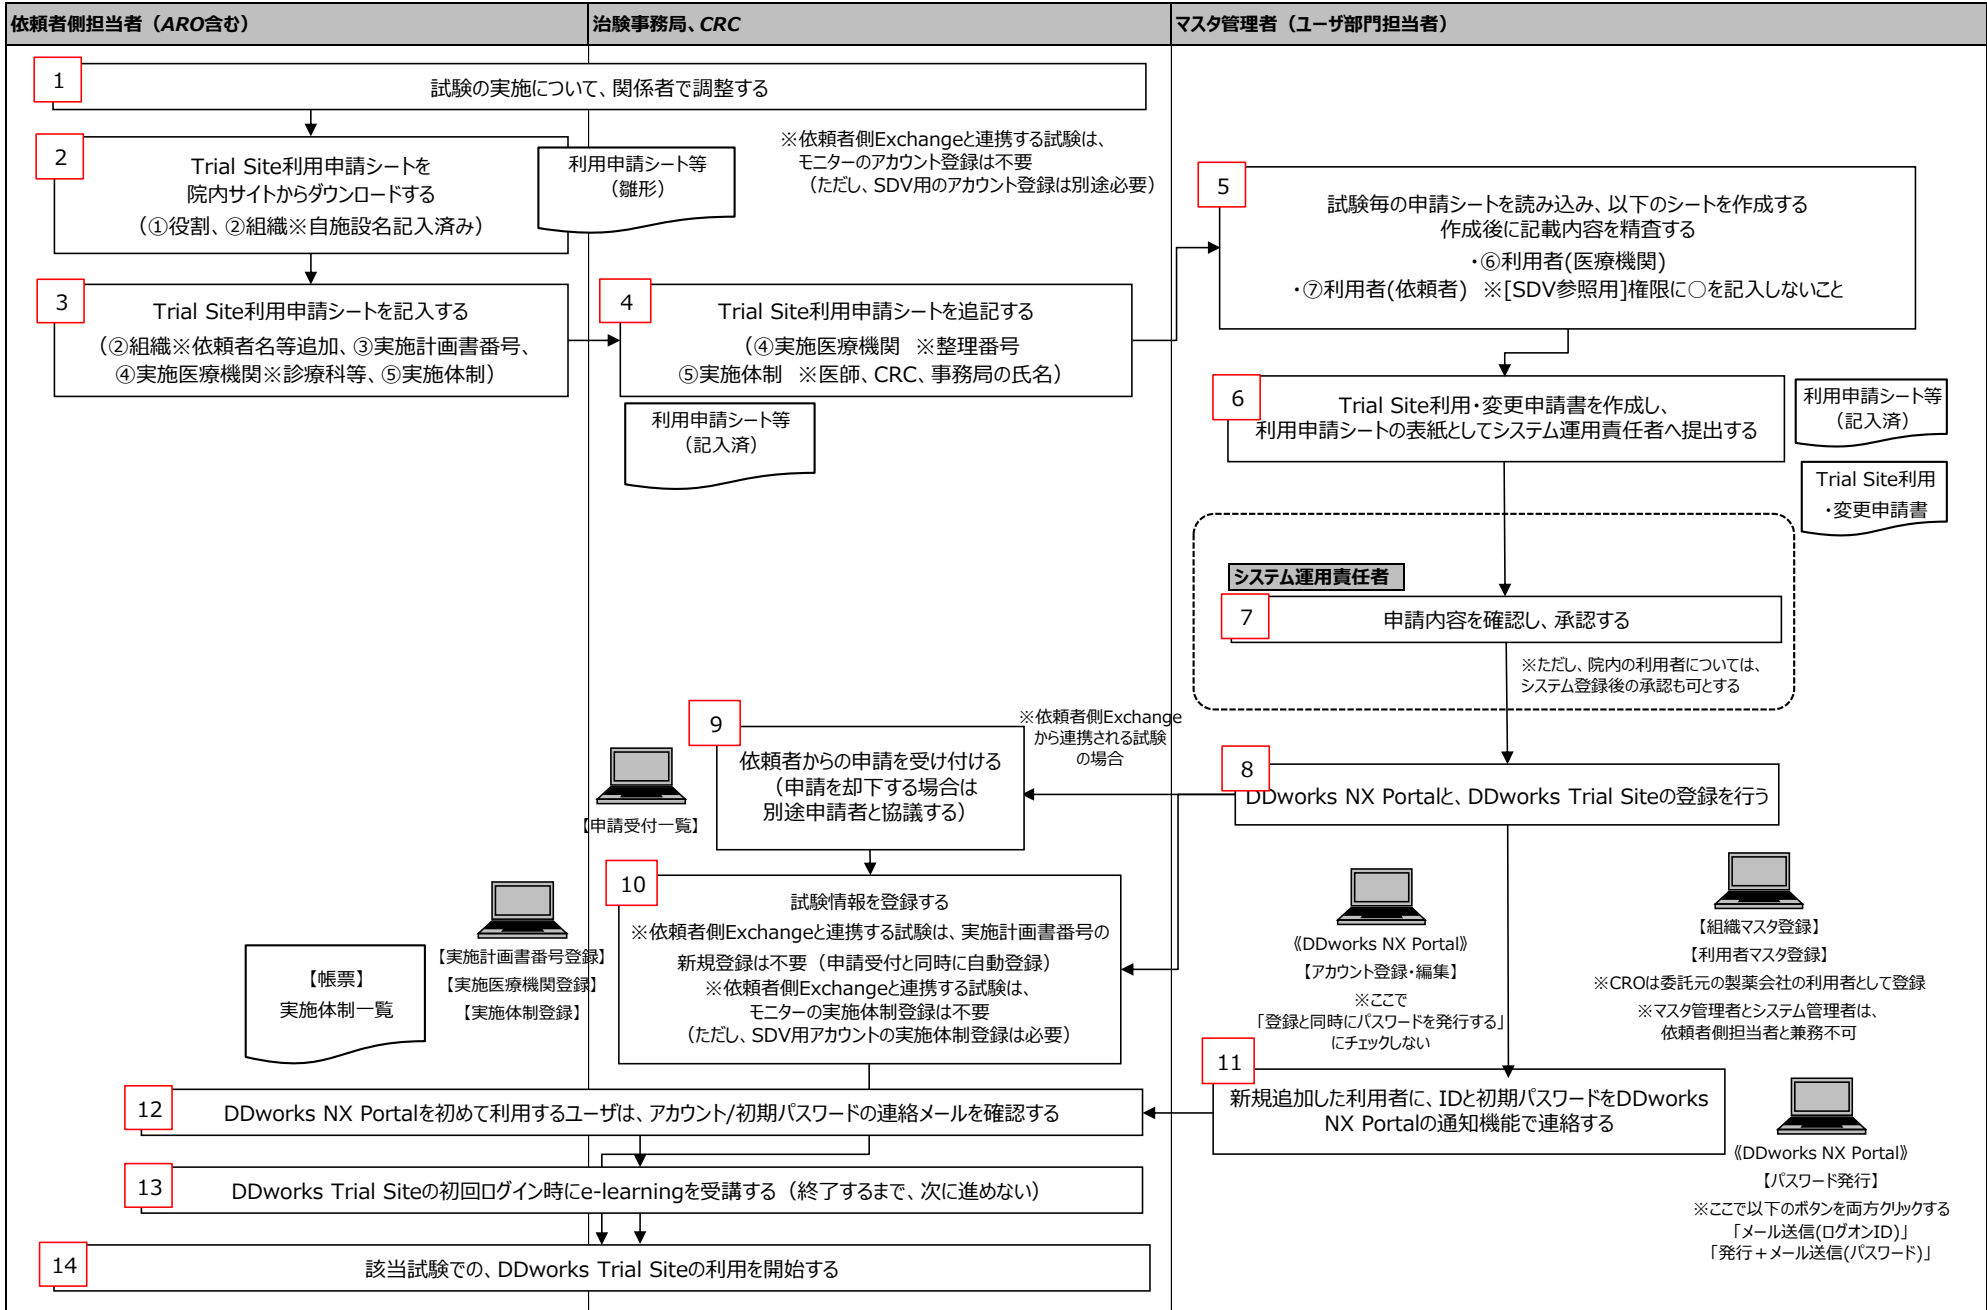 依頼者側担当者（ARO含む）
治験事務局、CRC
マスタ管理者（ユーザ部門担当者）
1
試験の実施について、関係者で調整する
2
Trial Site利用申請シートを
院内サイトからダウンロードする
（①役割、②組織※自施設名記入済み）
利用申請シート等
（雛形）
※依頼者側Exchangeと連携する試験は、
モニターのアカウント登録は不要
（ただし、SDV用のアカウント登録は別途必要）
3
Trial Site利用申請シートを記入する
（②組織※依頼者名等追加、③実施計画書番号、
④実施医療機関※診療科等、⑤実施体制）
4
Trial Site利用申請シートを追記する
（④実施医療機関　※整理番号
⑤実施体制　※医師、CRC、事務局の氏名）
利用申請シート等
（記入済）
5
試験毎の申請シートを読み込み、以下のシートを作成する
作成後に記載内容を精査する
・⑥利用者(医療機関)
・⑦利用者(依頼者)　※[SDV参照用]権限に○を記入しないこと
6
Trial Site利用・変更申請書を作成し、
利用申請シートの表紙としてシステム運用責任者へ提出する
利用申請シート等
（記入済）
Trial Site利用
・変更申請書
システム運用責任者
7
申請内容を確認し、承認する
※ただし、院内の利用者については、
システム登録後の承認も可とする
8
DDworks NX Portalと、DDworks Trial Siteの登録を行う
※依頼者側Exchange
から連携される試験
の場合
9
依頼者からの申請を受け付ける
（申請を却下する場合は
別途申請者と協議する）
【申請受付一覧】
10
試験情報を登録する
※依頼者側Exchangeと連携する試験は、実施計画書番号の
新規登録は不要（申請受付と同時に自動登録）
※依頼者側Exchangeと連携する試験は、
モニターの実施体制登録は不要
（ただし、SDV用アカウントの実施体制登録は必要）
【実施計画書番号登録】
【実施医療機関登録】
【実施体制登録】
【帳票】
実施体制一覧
《DDworks NX Portal》
【アカウント登録・編集】
※ここで
「登録と同時にパスワードを発行する」
にチェックしない
【組織マスタ登録】
【利用者マスタ登録】
※CROは委託元の製薬会社の利用者として登録
※マスタ管理者とシステム管理者は、
依頼者側担当者と兼務不可
11
新規追加した利用者に、IDと初期パスワードをDDworks
NX Portalの通知機能で連絡する
《DDworks NX Portal》
【パスワード発行】
※ここで以下のボタンを両方クリックする
「メール送信(ログオンID)」
「発行＋メール送信(パスワード)」
12
DDworks NX Portalを初めて利用するユーザは、アカウント/初期パスワードの連絡メールを確認する
13
DDworks Trial Siteの初回ログイン時にe-learningを受講する（終了するまで、次に進めない）
14
該当試験での、DDworks Trial Siteの利用を開始する